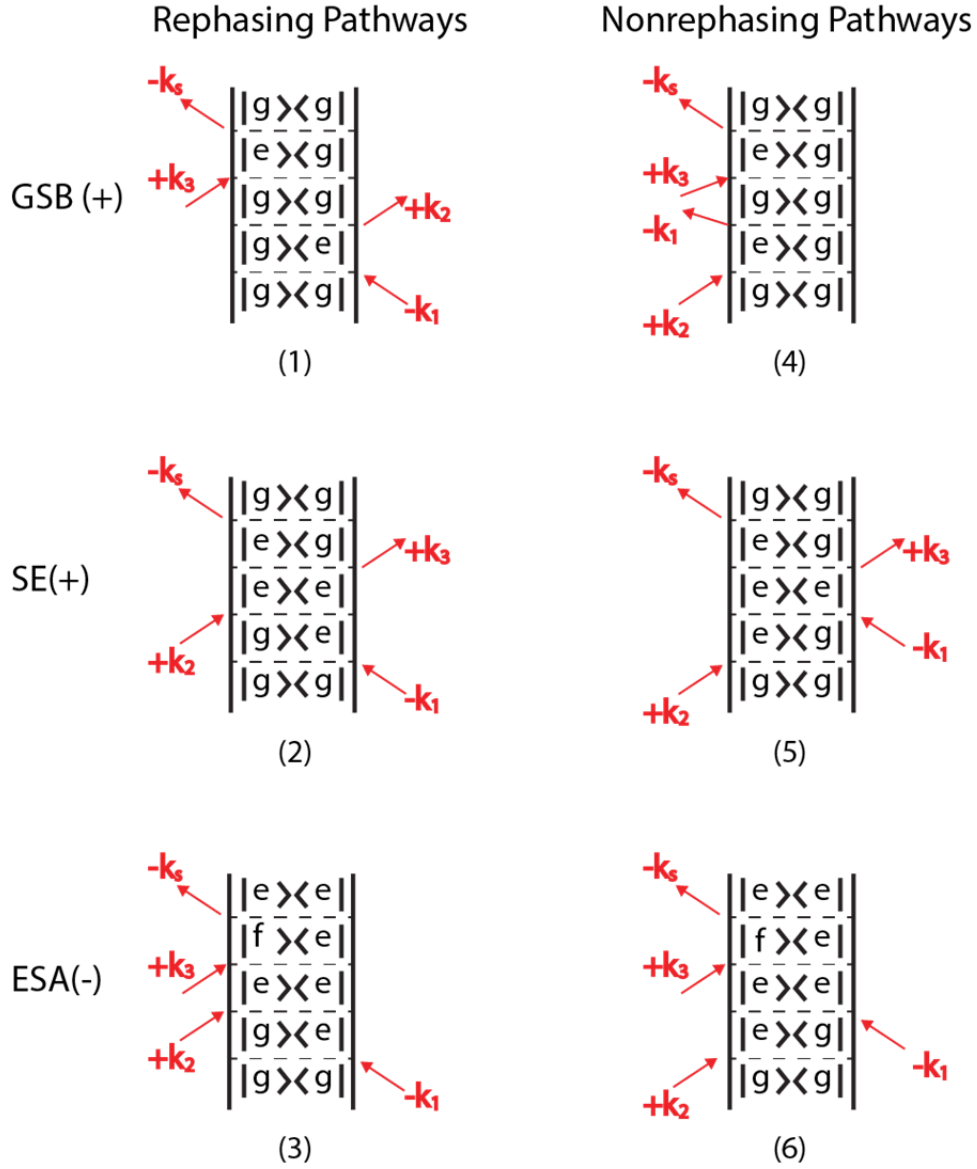 Rephasing Pathways Nonrephasing Pathways
-kₛ |g><g| -kₛ |g><g|
|e><g| |e><g|
+k₃ +k₃
GSB (+) |g><g| +k₂ |g><g|
-k₁
|g><e| |e><g|
|g><g| -k₁ +k₂ |g><g|
(1) (4)
-kₛ |g><g| -kₛ |g><g|
|e><g| +k₃ |e><g| +k₃
SE(+) |e><e| |e><e|
|g><e| |e><g| -k₁
+k₂ |g><g| -k₁ +k₂ |g><g|
(2) (5)
-kₛ |e><e| -kₛ |e><e|
|f><e| |f><e|
ESA(-) +k₃ |e><e| +k₃ |e><e|
+k₂ |g><e| |e><g| -k₁
|g><g| -k₁ +k₂ |g><g|
(3) (6)